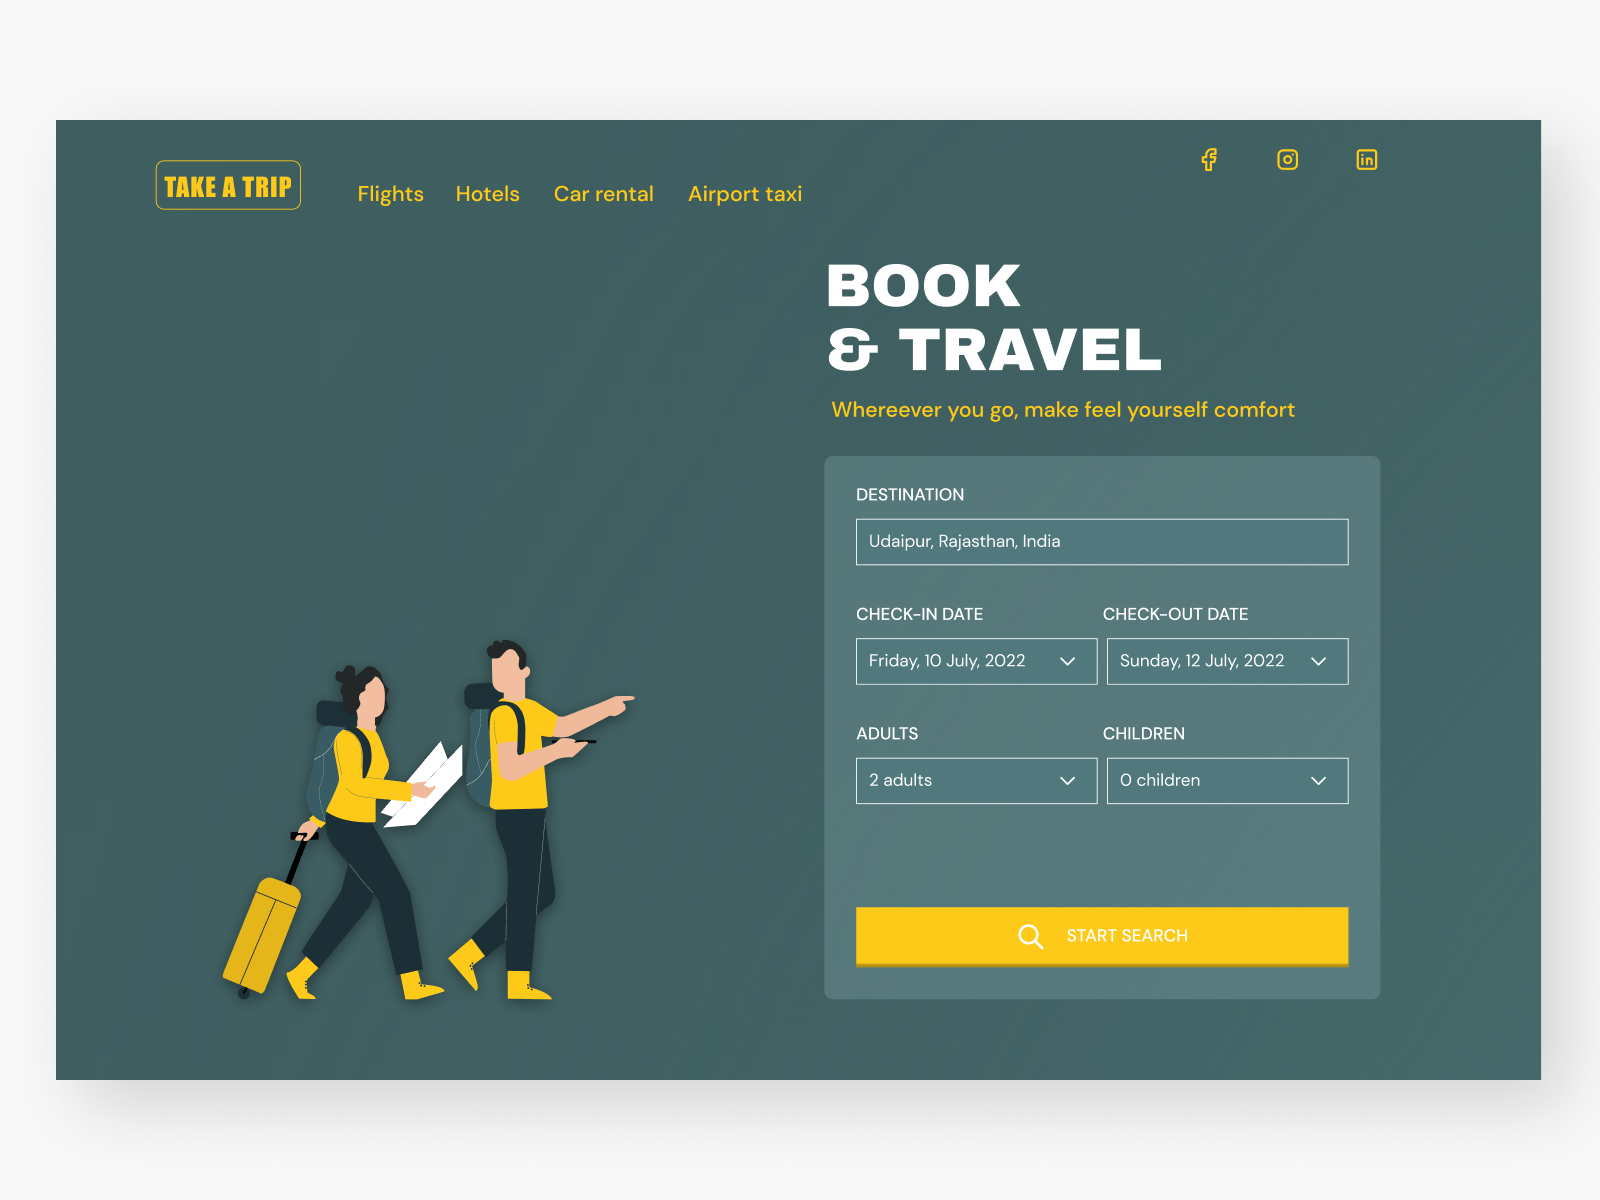 TAKE A TRIP
Flights Hotels Car rental Airport taxi
BOOK
& TRAVEL
Whereever you go, make feel yourself comfort
DESTINATION
Udaipur, Rajasthan, India
CHECK-IN DATE CHECK-OUT DATE
Friday, 10 July, 2022 Sunday, 12 July, 2022
ADULTS CHILDREN
2 adults 0 children
START SEARCH